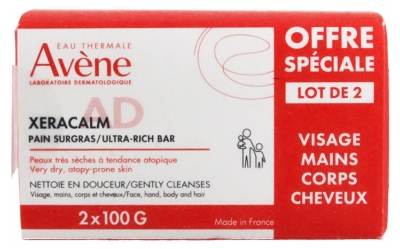 EAU THERMALE
Avène
LABORATOIRE DERMATOLOGIQUE
AD
XERACALM
PAIN SURGRAS/ULTRA-RICH BAR
Peaux très sèches à tendance atopique
Very dry, atopy-prone skin
NETTOIE EN DOUCEUR/GENTLY CLEANSES
Visage, mains, corps et cheveux/Face, hand, body and hair
2x100 G
Made in France
OFFRE
SPÉCIALE
LOT DE 2
VISAGE
MAINS
CORPS
CHEVEUX